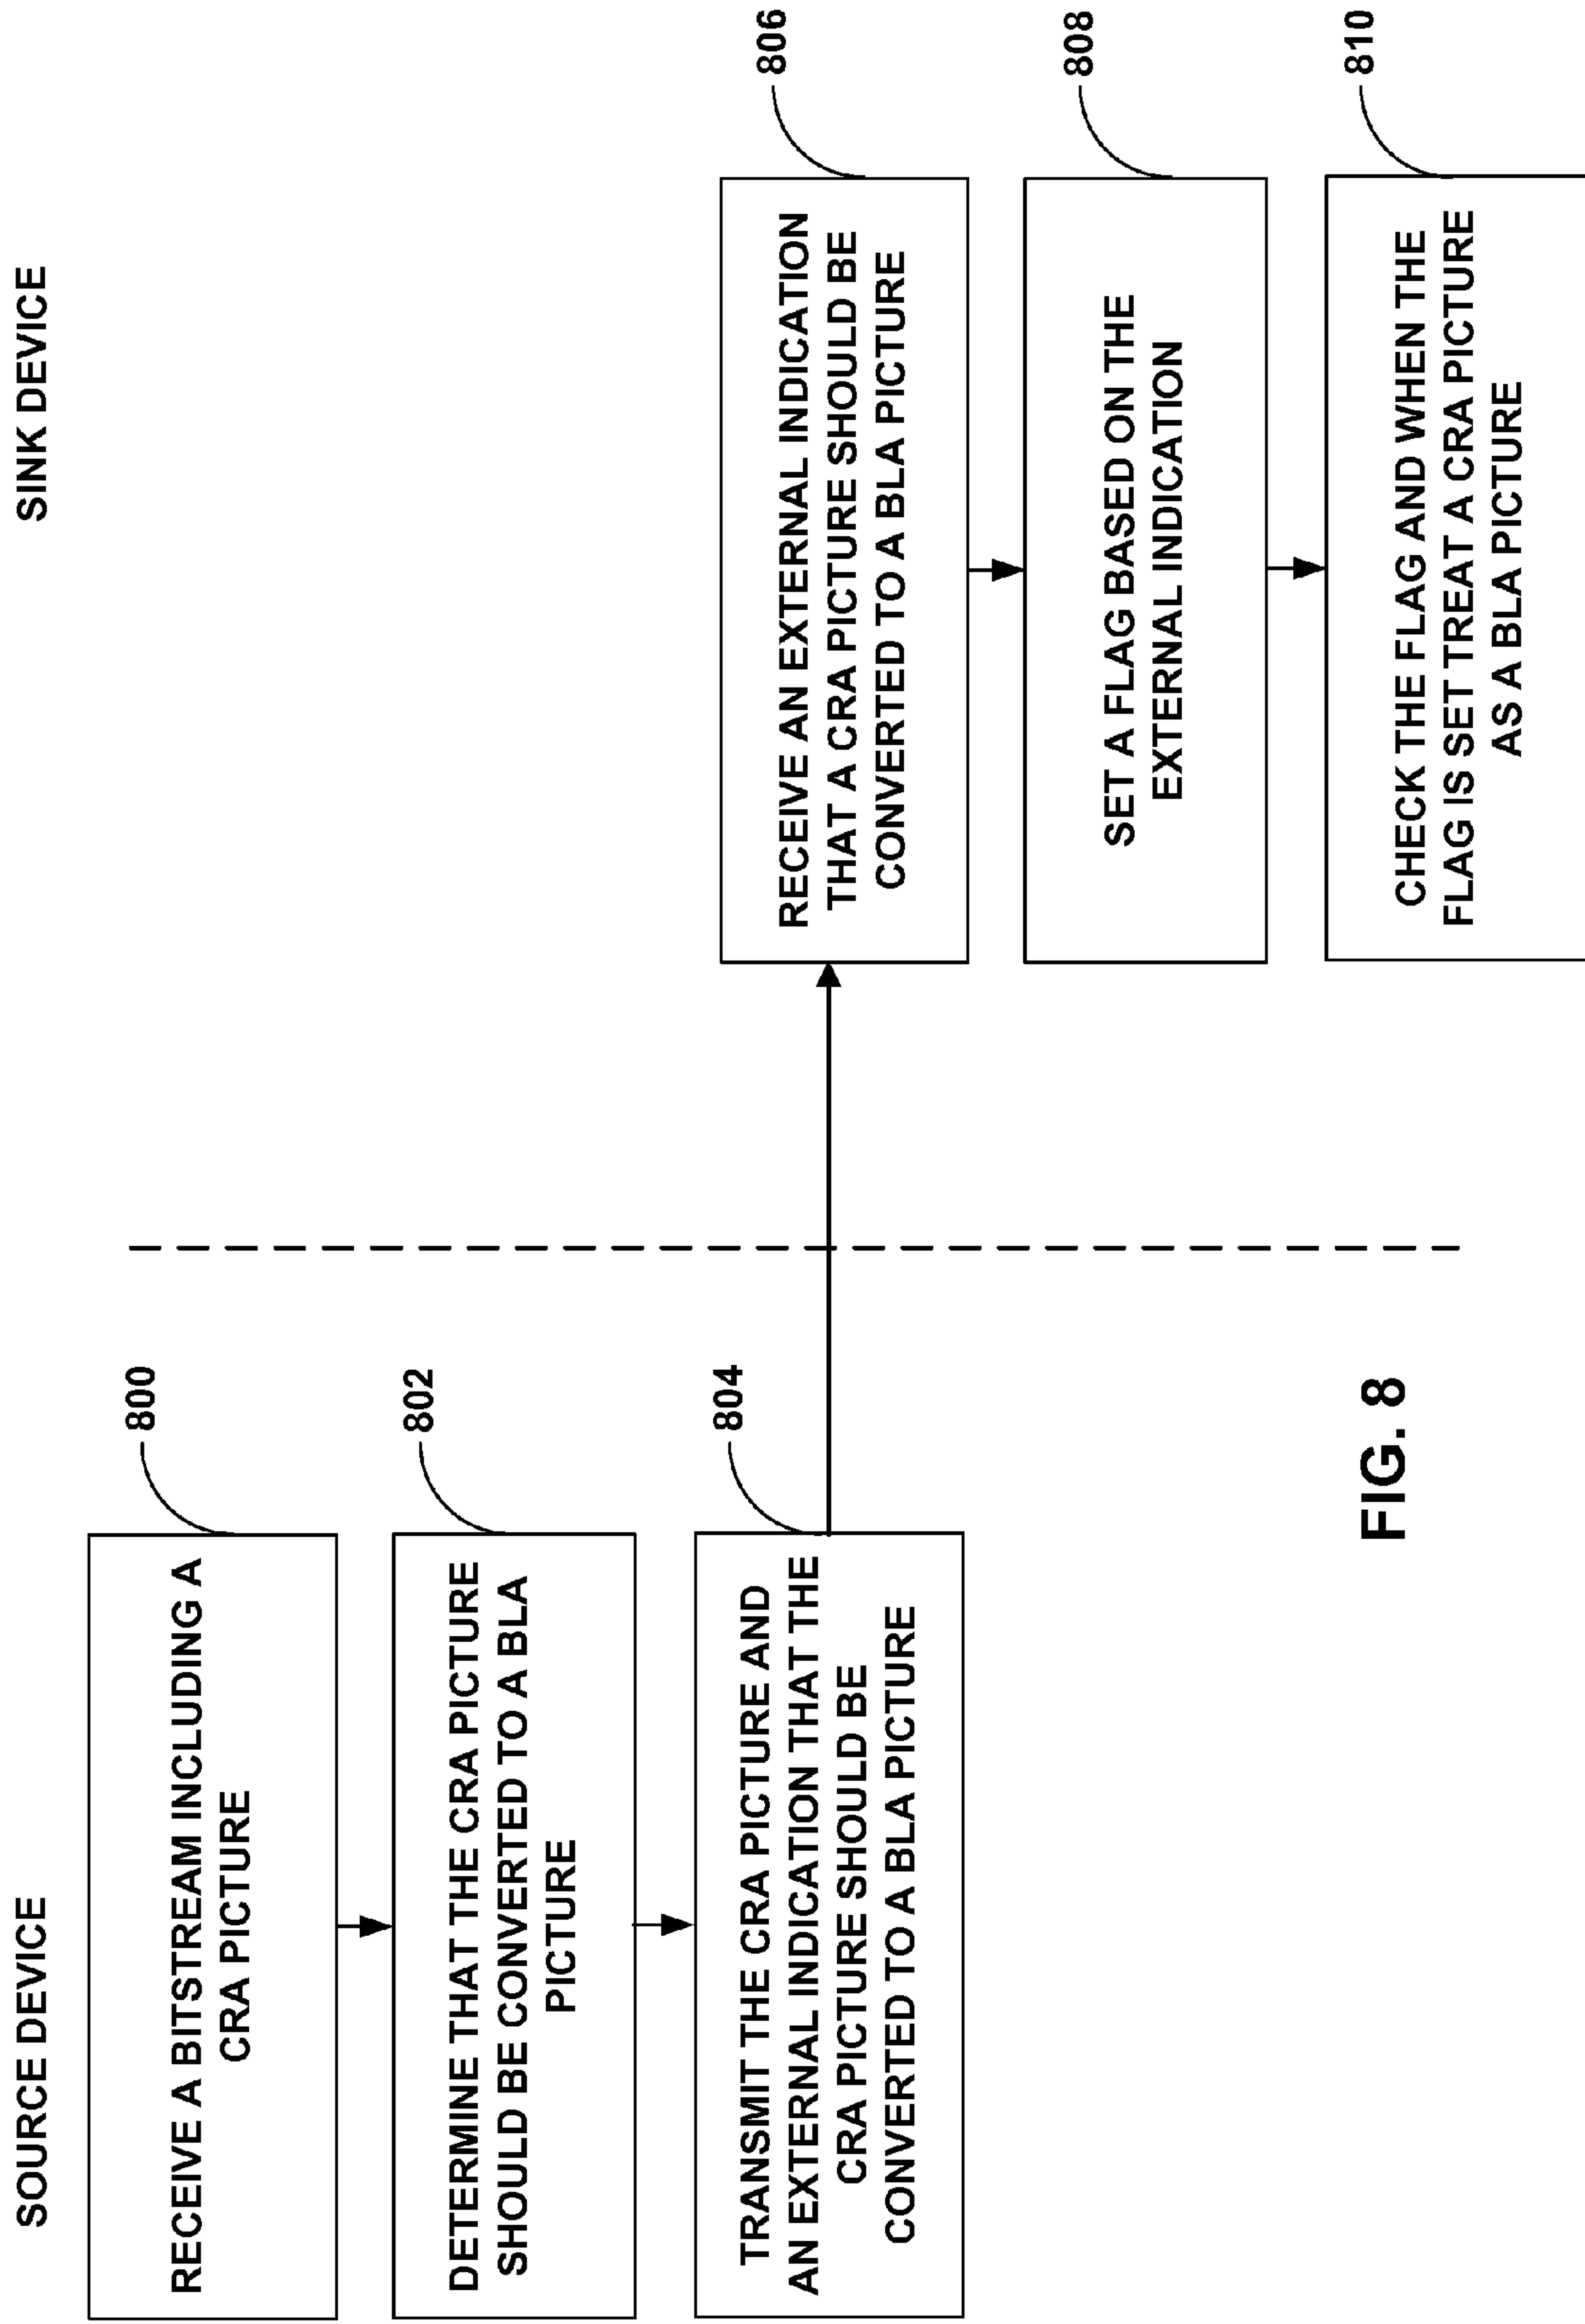 SOURCE DEVICE
RECEIVE A BITSTREAM INCLUDING A
CRA PICTURE
800
DETERMINE THAT THE CRA PICTURE
SHOULD BE CONVERTED TO A BLA
PICTURE
802
TRANSMIT THE CRA PICTURE AND
AN EXTERNAL INDICATION THAT THE
CRA PICTURE SHOULD BE
CONVERTED TO A BLA PICTURE
804
SINK DEVICE
RECEIVE AN EXTERNAL INDICATION
THAT A CRA PICTURE SHOULD BE
CONVERTED TO A BLA PICTURE
806
SET A FLAG BASED ON THE
EXTERNAL INDICATION
808
CHECK THE FLAG AND WHEN THE
FLAG IS SET TREAT A CRA PICTURE
AS A BLA PICTURE
810
FIG. 8